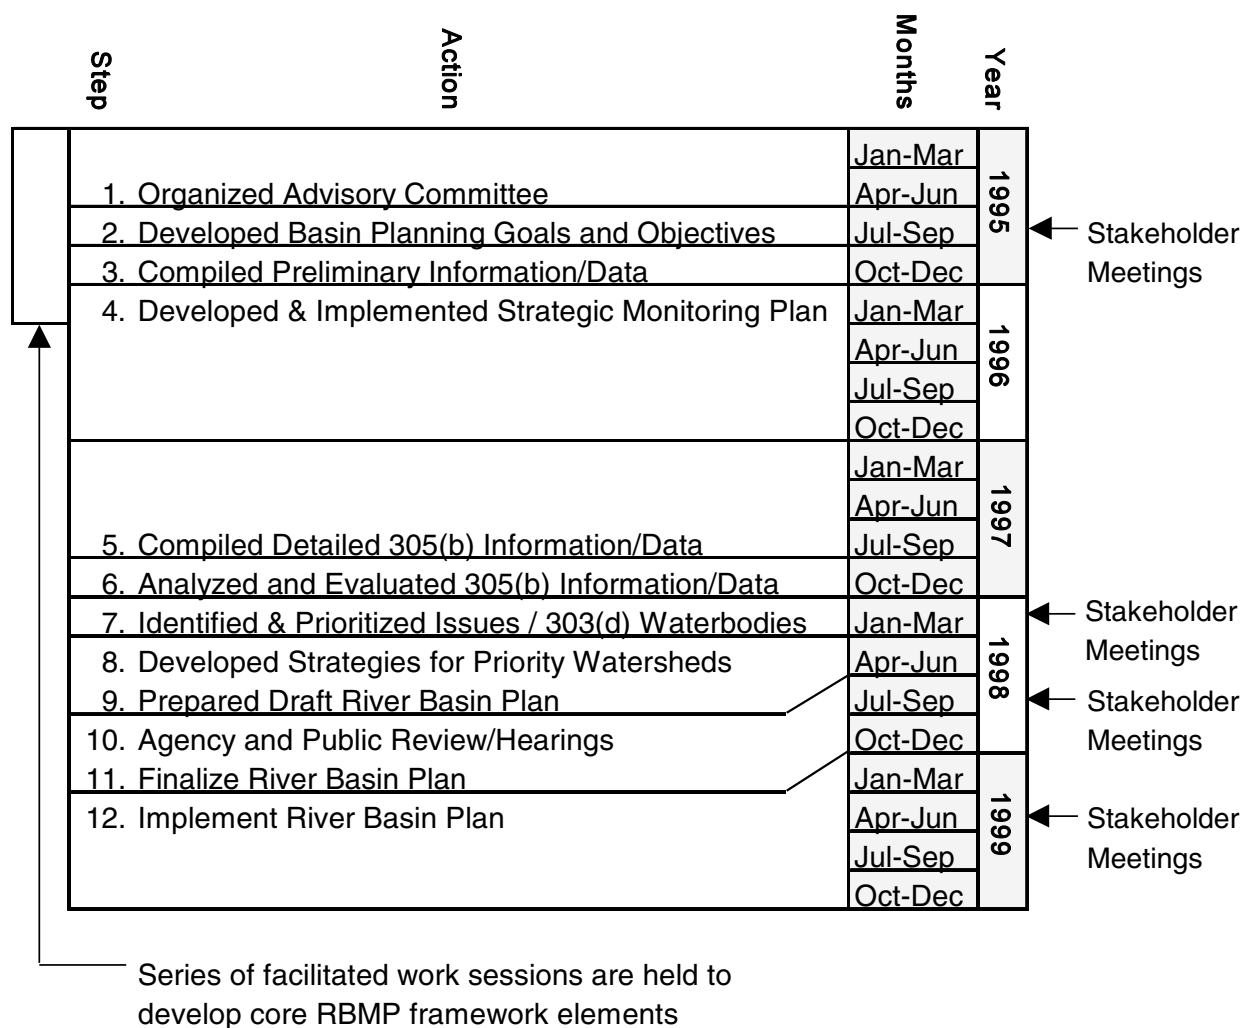 Step Action Months Year
Jan-Mar
1. Organized Advisory Committee Apr-Jun
1995
2. Developed Basin Planning Goals and Objectives Jul-Sep
Stakeholder
Meetings
3. Compiled Preliminary Information/Data Oct-Dec
4. Developed & Implemented Strategic Monitoring Plan Jan-Mar
Apr-Jun
1996
Jul-Sep
Oct-Dec
Jan-Mar
Apr-Jun
1997
5. Compiled Detailed 305(b) Information/Data Jul-Sep
6. Analyzed and Evaluated 305(b) Information/Data Oct-Dec
7. Identified & Prioritized Issues / 303(d) Waterbodies Jan-Mar
Stakeholder
Meetings
8. Developed Strategies for Priority Watersheds Apr-Jun
1998
9. Prepared Draft River Basin Plan Jul-Sep
Stakeholder
Meetings
10. Agency and Public Review/Hearings Oct-Dec
11. Finalize River Basin Plan Jan-Mar
12. Implement River Basin Plan Apr-Jun
1999
Stakeholder
Meetings
Jul-Sep
Oct-Dec
Series of facilitated work sessions are held to
develop core RBMP framework elements